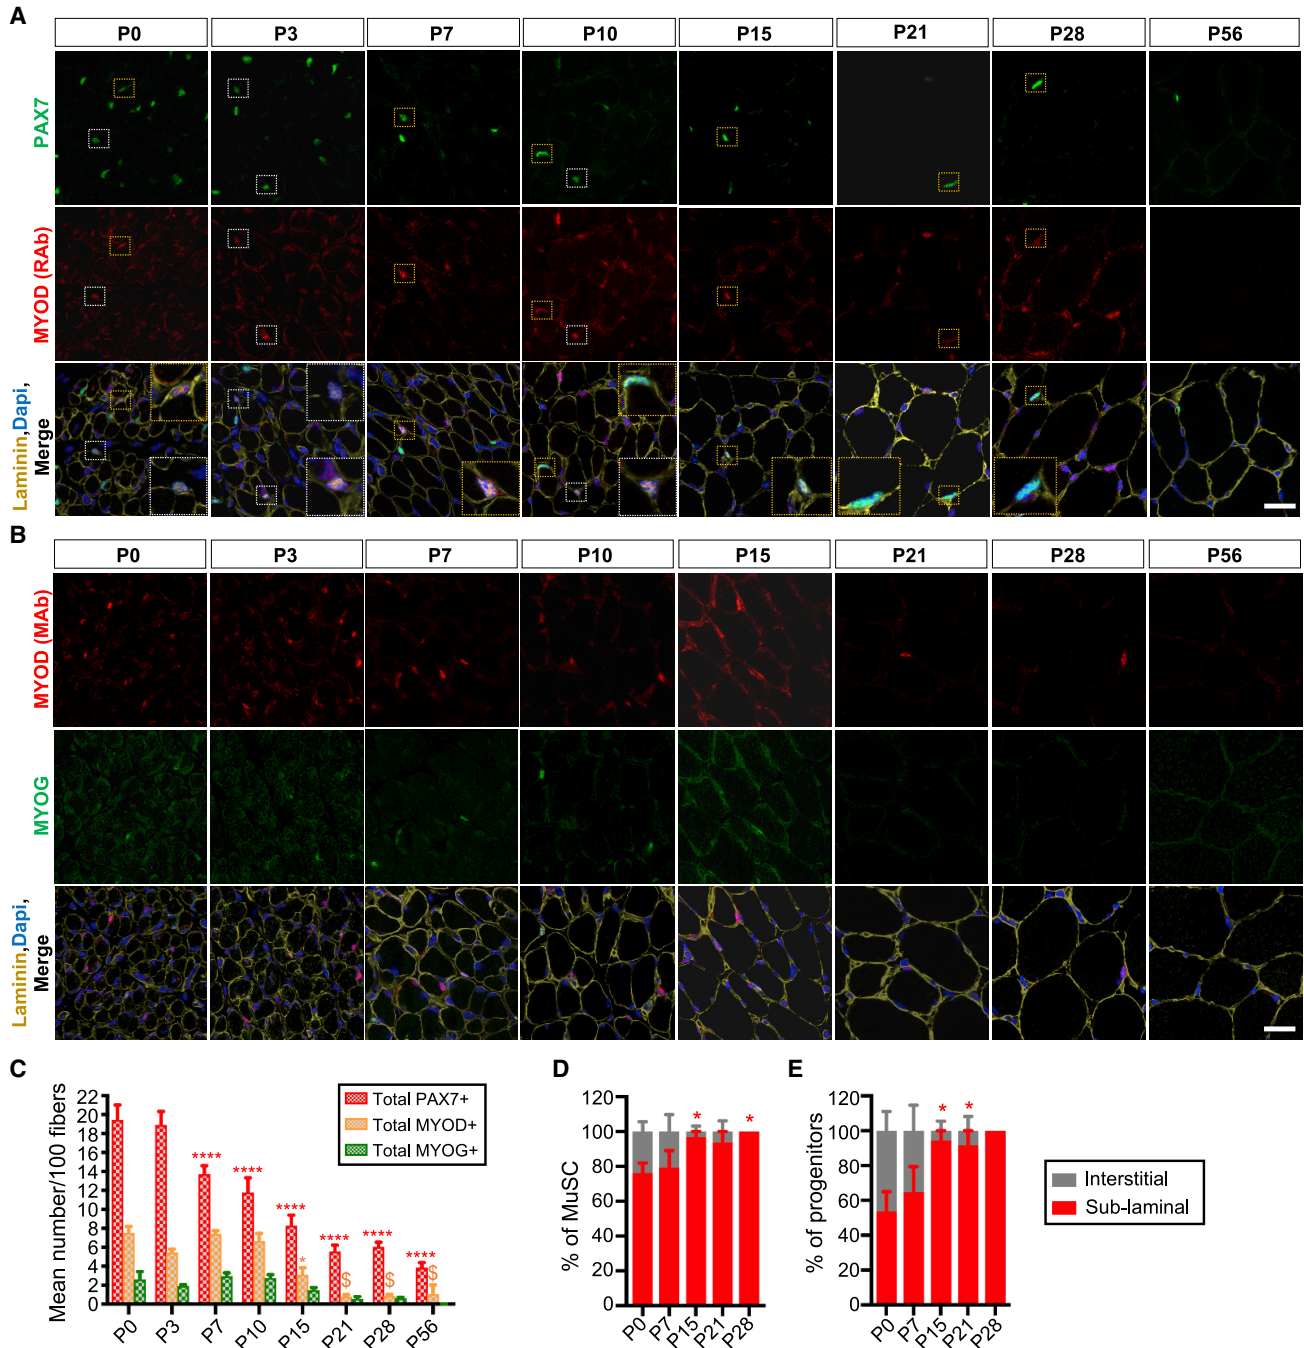 A
P0 P3 P7 P10 P15 P21 P28 P56
PAX7
MYOD (RAb)
Laminin,Dapi,
Merge
B
P0 P3 P7 P10 P15 P21 P28 P56
MYOD (MAb)
MYOG
Laminin,Dapi,
Merge
C
Mean number/100 fibers
22
20
18
16
14
12
10
8
6
4
2
0
Total PAX7+
Total MYOD+
Total MYOG+
**** **** **** **** **** ****
* $ $ $
P0 P3 P7 P10 P15 P21 P28 P56
D
% of MuSC
120
100
80
60
40
20
0
* *
P0 P7 P15 P21 P28
E
% of progenitors
120
100
80
60
40
20
0
* *
P0 P7 P15 P21 P28
Interstitial
Sub-laminal